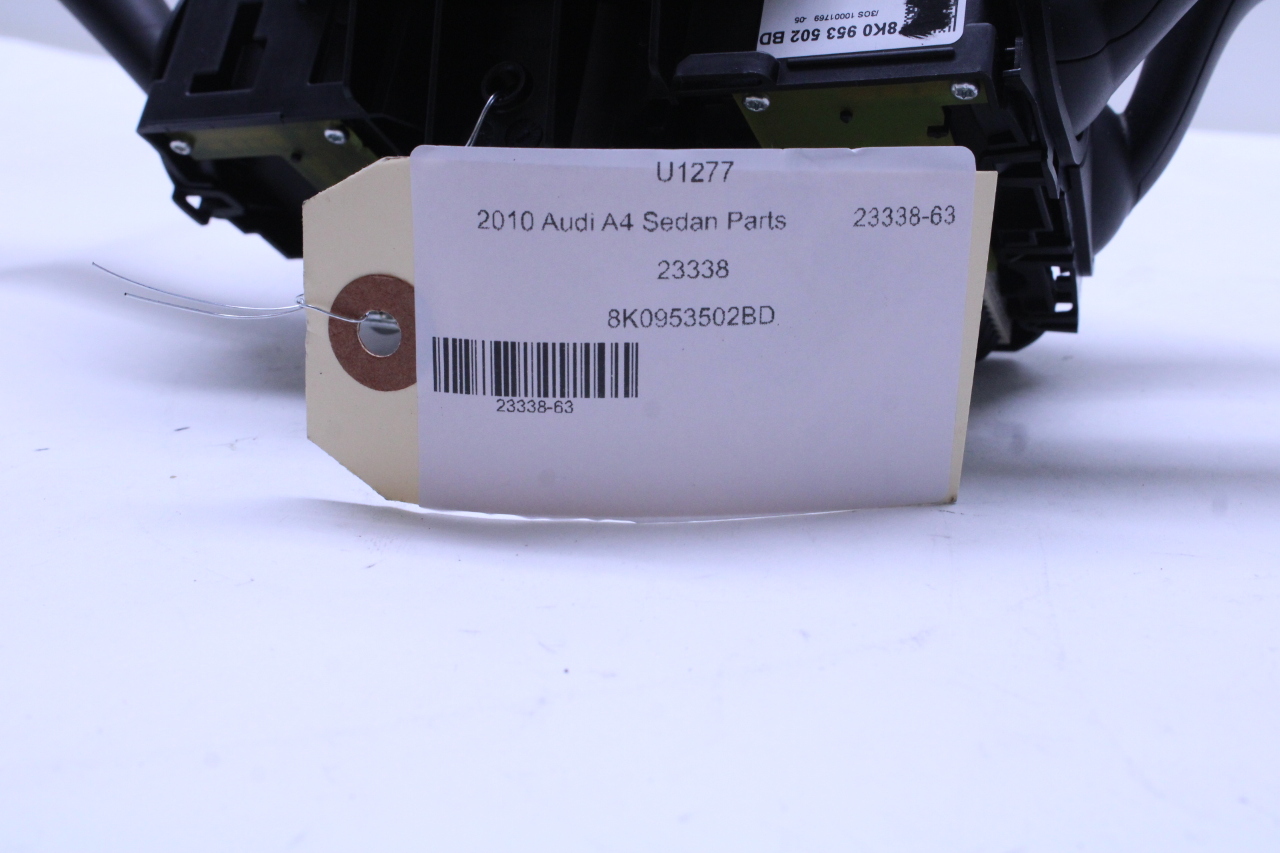 8K0 953 502 BD
/3OS 10001769 -05
U1277
2010 Audi A4 Sedan Parts 23338-63
23338
8K0953502BD
23338-63